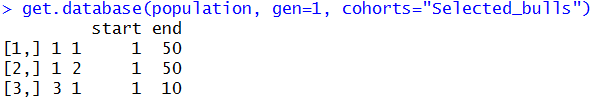 > get.database(population, gen=1, cohorts="Selected_bulls")
start end
[1,] 1 1 1 50
[2,] 1 2 1 50
[3,] 3 1 1 10